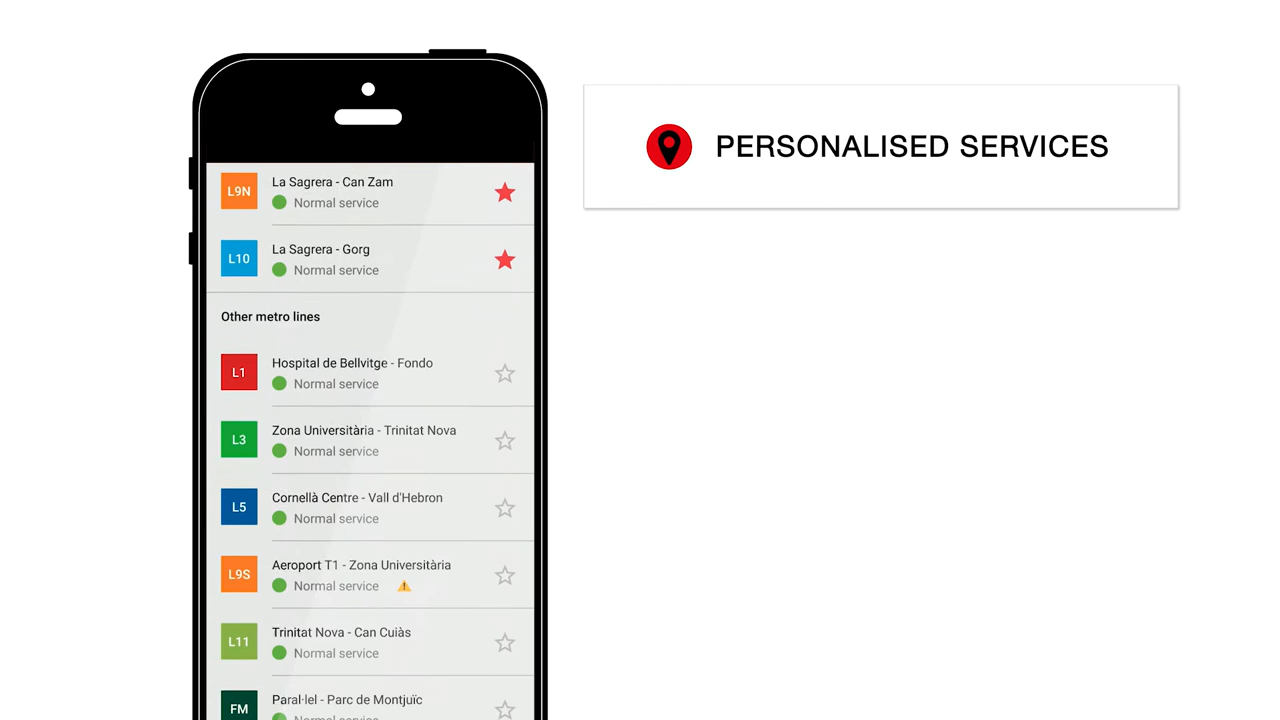 PERSONALISED SERVICES
L9N
La Sagrera - Can Zam
Normal service
L10
La Sagrera - Gorg
Normal service
Other metro lines
L1
Hospital de Bellvitge - Fondo
Normal service
L3
Zona Universitària - Trinitat Nova
Normal service
L5
Cornellà Centre - Vall d'Hebron
Normal service
L9S
Aeroport T1 - Zona Universitària
Normal service
L11
Trinitat Nova - Can Cuiàs
Normal service
FM
Paral·lel - Parc de Montjuïc
Normal service